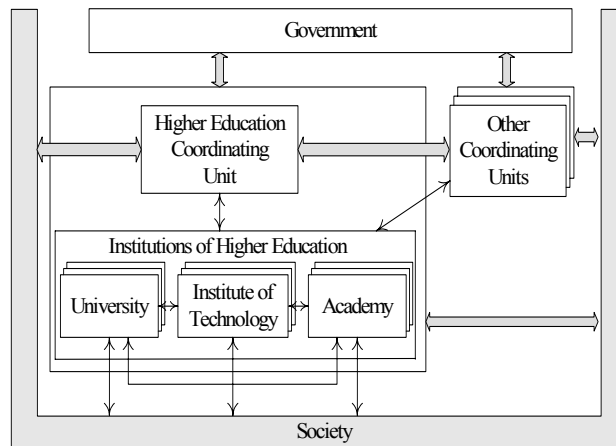 Government
Higher Education
Coordinating
Unit
Other
Coordinating
Units
Institutions of Higher Education
University
Institute of
Technology
Academy
Society